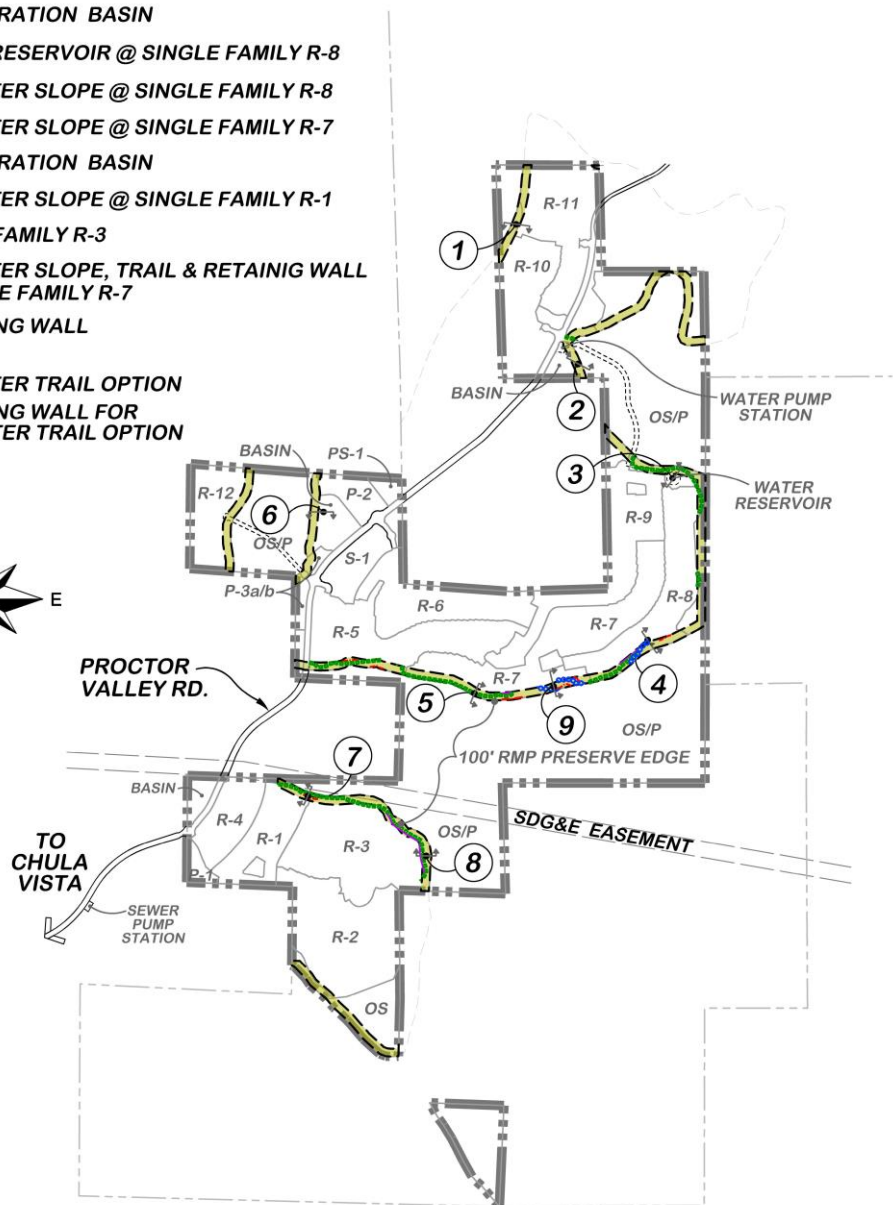 RATION BASIN
RESERVOIR @ SINGLE FAMILY R-8
ER SLOPE @ SINGLE FAMILY R-8
ER SLOPE @ SINGLE FAMILY R-7
RATION BASIN
ER SLOPE @ SINGLE FAMILY R-1
FAMILY R-3
ER SLOPE, TRAIL & RETAINIG WALL
E FAMILY R-7
NG WALL
ER TRAIL OPTION
NG WALL FOR
ER TRAIL OPTION
R-11
1
R-10
BASIN
2
WATER PUMP
STATION
OS/P
3
WATER
RESERVOIR
BASIN
PS-1
R-12
P-2
6
OS/P
S-1
R-9
P-3a/b
R-6
R-8
R-5
R-7
E
PROCTOR
VALLEY RD.
R-7
4
5
9
OS/P
100' RMP PRESERVE EDGE
7
BASIN
SDG&E EASEMENT
R-4
R-1
R-3
OS/P
8
TO
CHULA
VISTA
P-1
SEWER
PUMP
STATION
R-2
OS